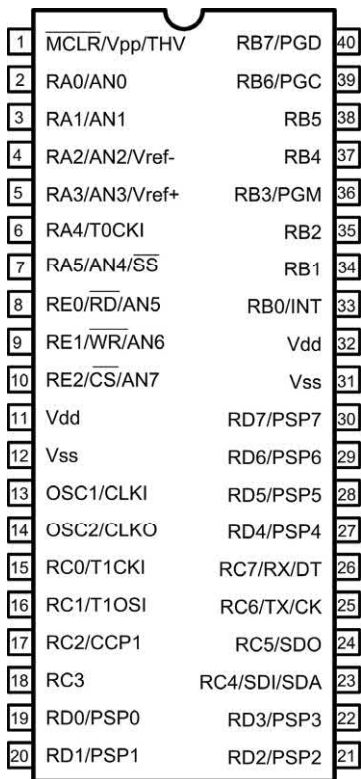 1 MCLR/Vpp/THV RB7/PGD 40
2 RA0/AN0 RB6/PGC 39
3 RA1/AN1 RB5 38
4 RA2/AN2/Vref- RB4 37
5 RA3/AN3/Vref+ RB3/PGM 36
6 RA4/T0CKI RB2 35
7 RA5/AN4/SS RB1 34
8 RE0/RD/AN5 RB0/INT 33
9 RE1/WR/AN6 Vdd 32
10 RE2/CS/AN7 Vss 31
11 Vdd RD7/PSP7 30
12 Vss RD6/PSP6 29
13 OSC1/CLKI RD5/PSP5 28
14 OSC2/CLKO RD4/PSP4 27
15 RC0/T1CKI RC7/RX/DT 26
16 RC1/T1OSI RC6/TX/CK 25
17 RC2/CCP1 RC5/SDO 24
18 RC3 RC4/SDI/SDA 23
19 RD0/PSP0 RD3/PSP3 22
20 RD1/PSP1 RD2/PSP2 21